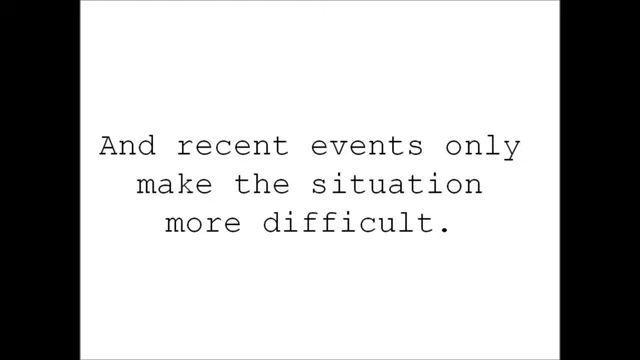 And recent events only
make the situation
more difficult.